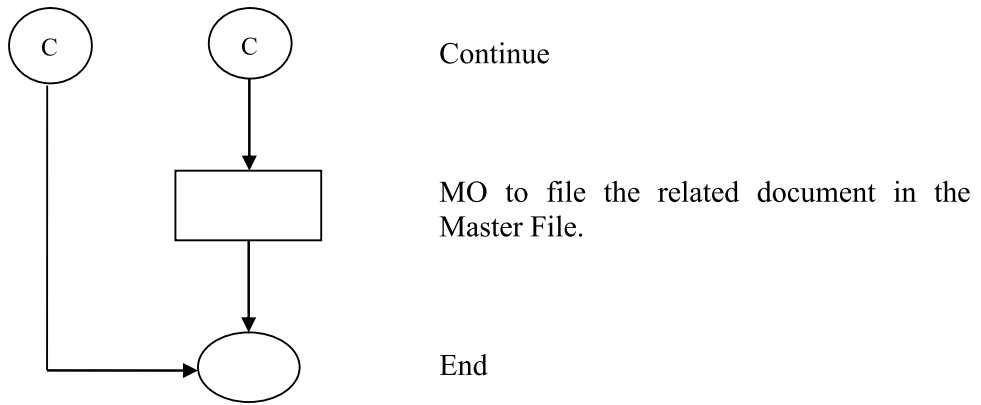 C
C
Continue
MO to file the related document in the
Master File.
End